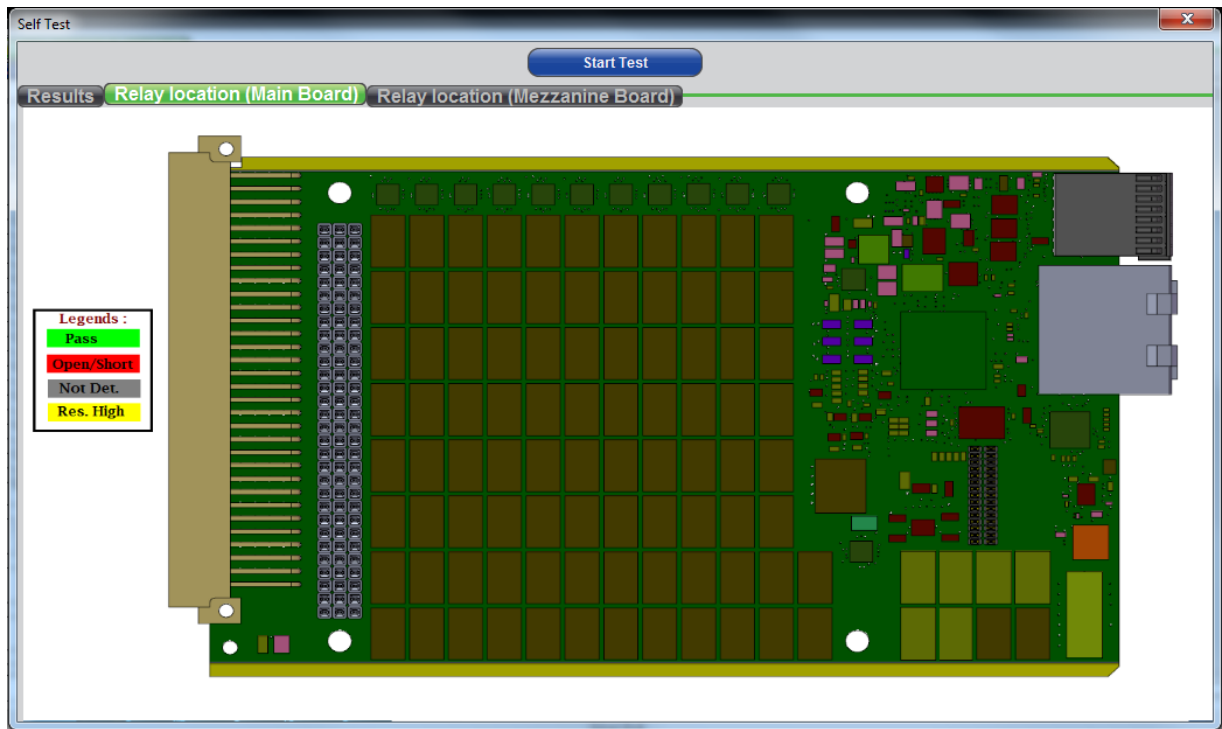 Self Test
Start Test
Results
Relay location (Main Board)
Relay location (Mezzanine Board)
Legends :
Pass
Open/Short
Not Det.
Res. High